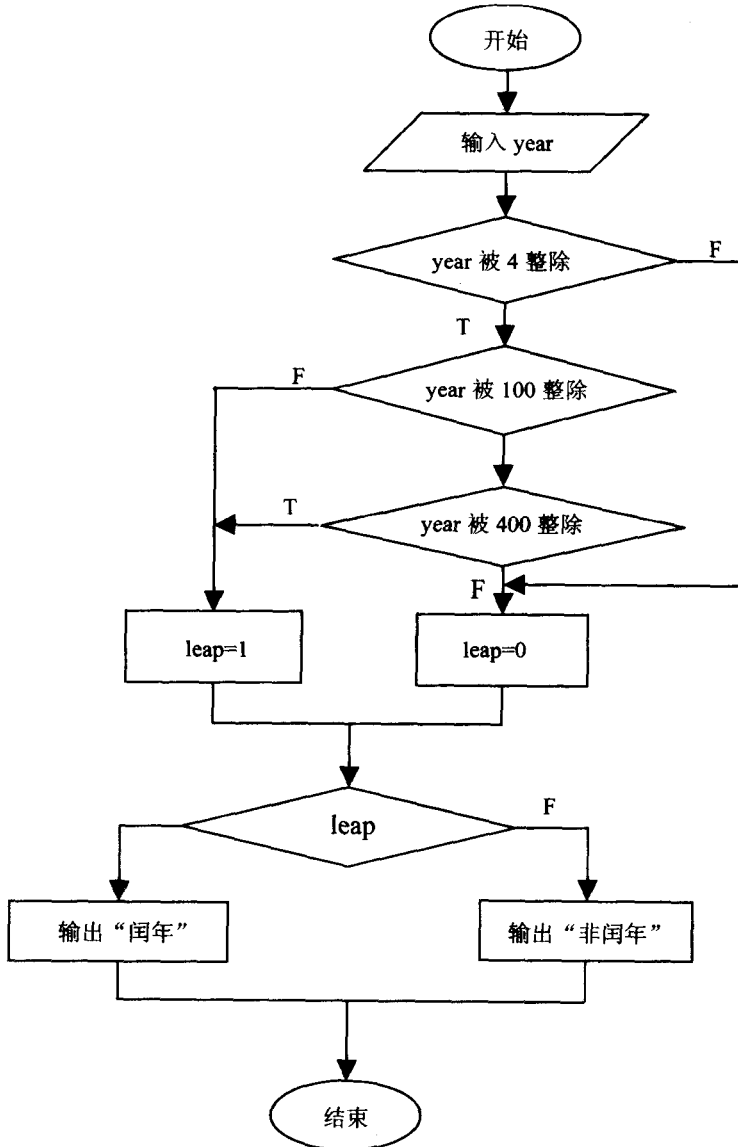 开始
输入 year
year 被 4 整除
F
T
F
year 被 100 整除
T
year 被 400 整除
F
leap=1
leap=0
leap
F
输出“闰年”
输出“非闰年”
结束